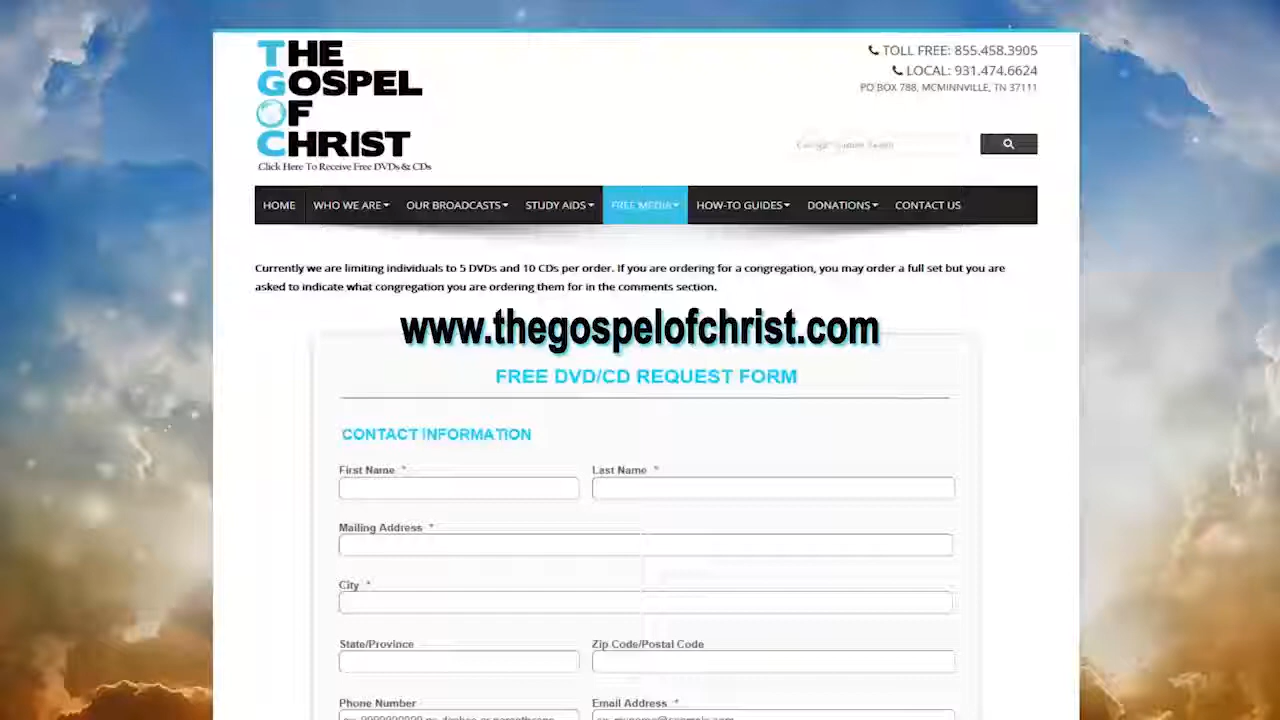 THE
GOSPEL
OF
CHRIST
Click Here To Receive Free DVDs & CDs
TOLL FREE: 855.458.3905
LOCAL: 931.474.6624
PO BOX 788, MCMINNVILLE, TN 37111
HOME WHO WE ARE OUR BROADCASTS STUDY AIDS FREE MEDIA HOW-TO GUIDES DONATIONS CONTACT US
Currently we are limiting individuals to 5 DVDs and 10 CDs per order. If you are ordering for a congregation, you may order a full set but you are
asked to indicate what congregation you are ordering them for in the comments section.
www.thegospelofchrist.com
FREE DVD/CD REQUEST FORM
CONTACT INFORMATION
First Name * Last Name *
Mailing Address *
City *
State/Province Zip Code/Postal Code
Phone Number Email Address *